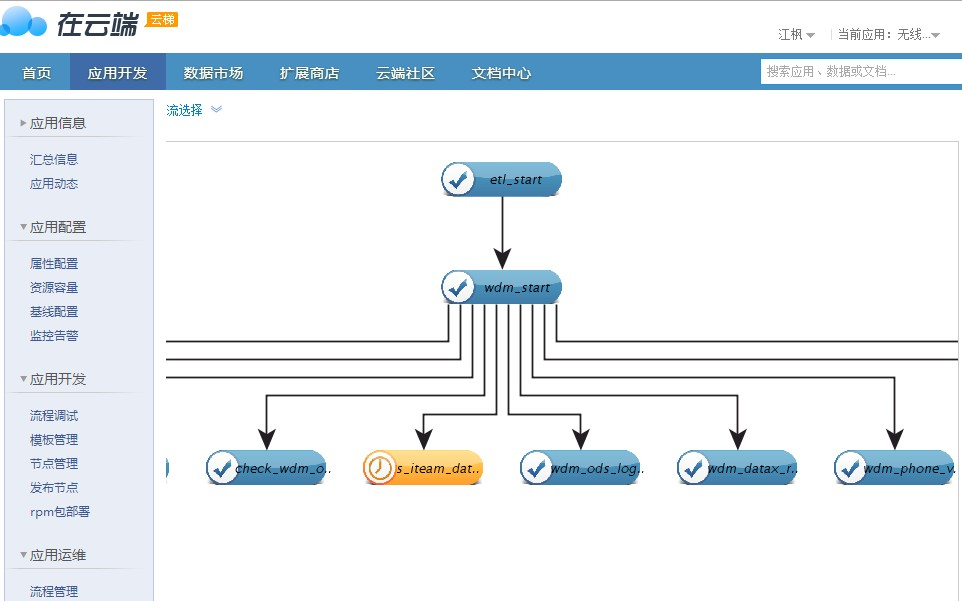 在云端 云梯
江枫 当前应用：无线...
首页 应用开发 数据市场 扩展商店 云端社区 文档中心
搜索应用、数据或文档...
应用信息
汇总信息
应用动态
应用配置
属性配置
资源容量
基线配置
监控告警
应用开发
流程调试
模板管理
节点管理
发布节点
rpm包部署
应用运维
流程管理
流选择
etl_start
wdm_start
check_wdm_o..
s_iteam_dat..
wdm_ods_log..
wdm_datax_r..
wdm_phone_v.